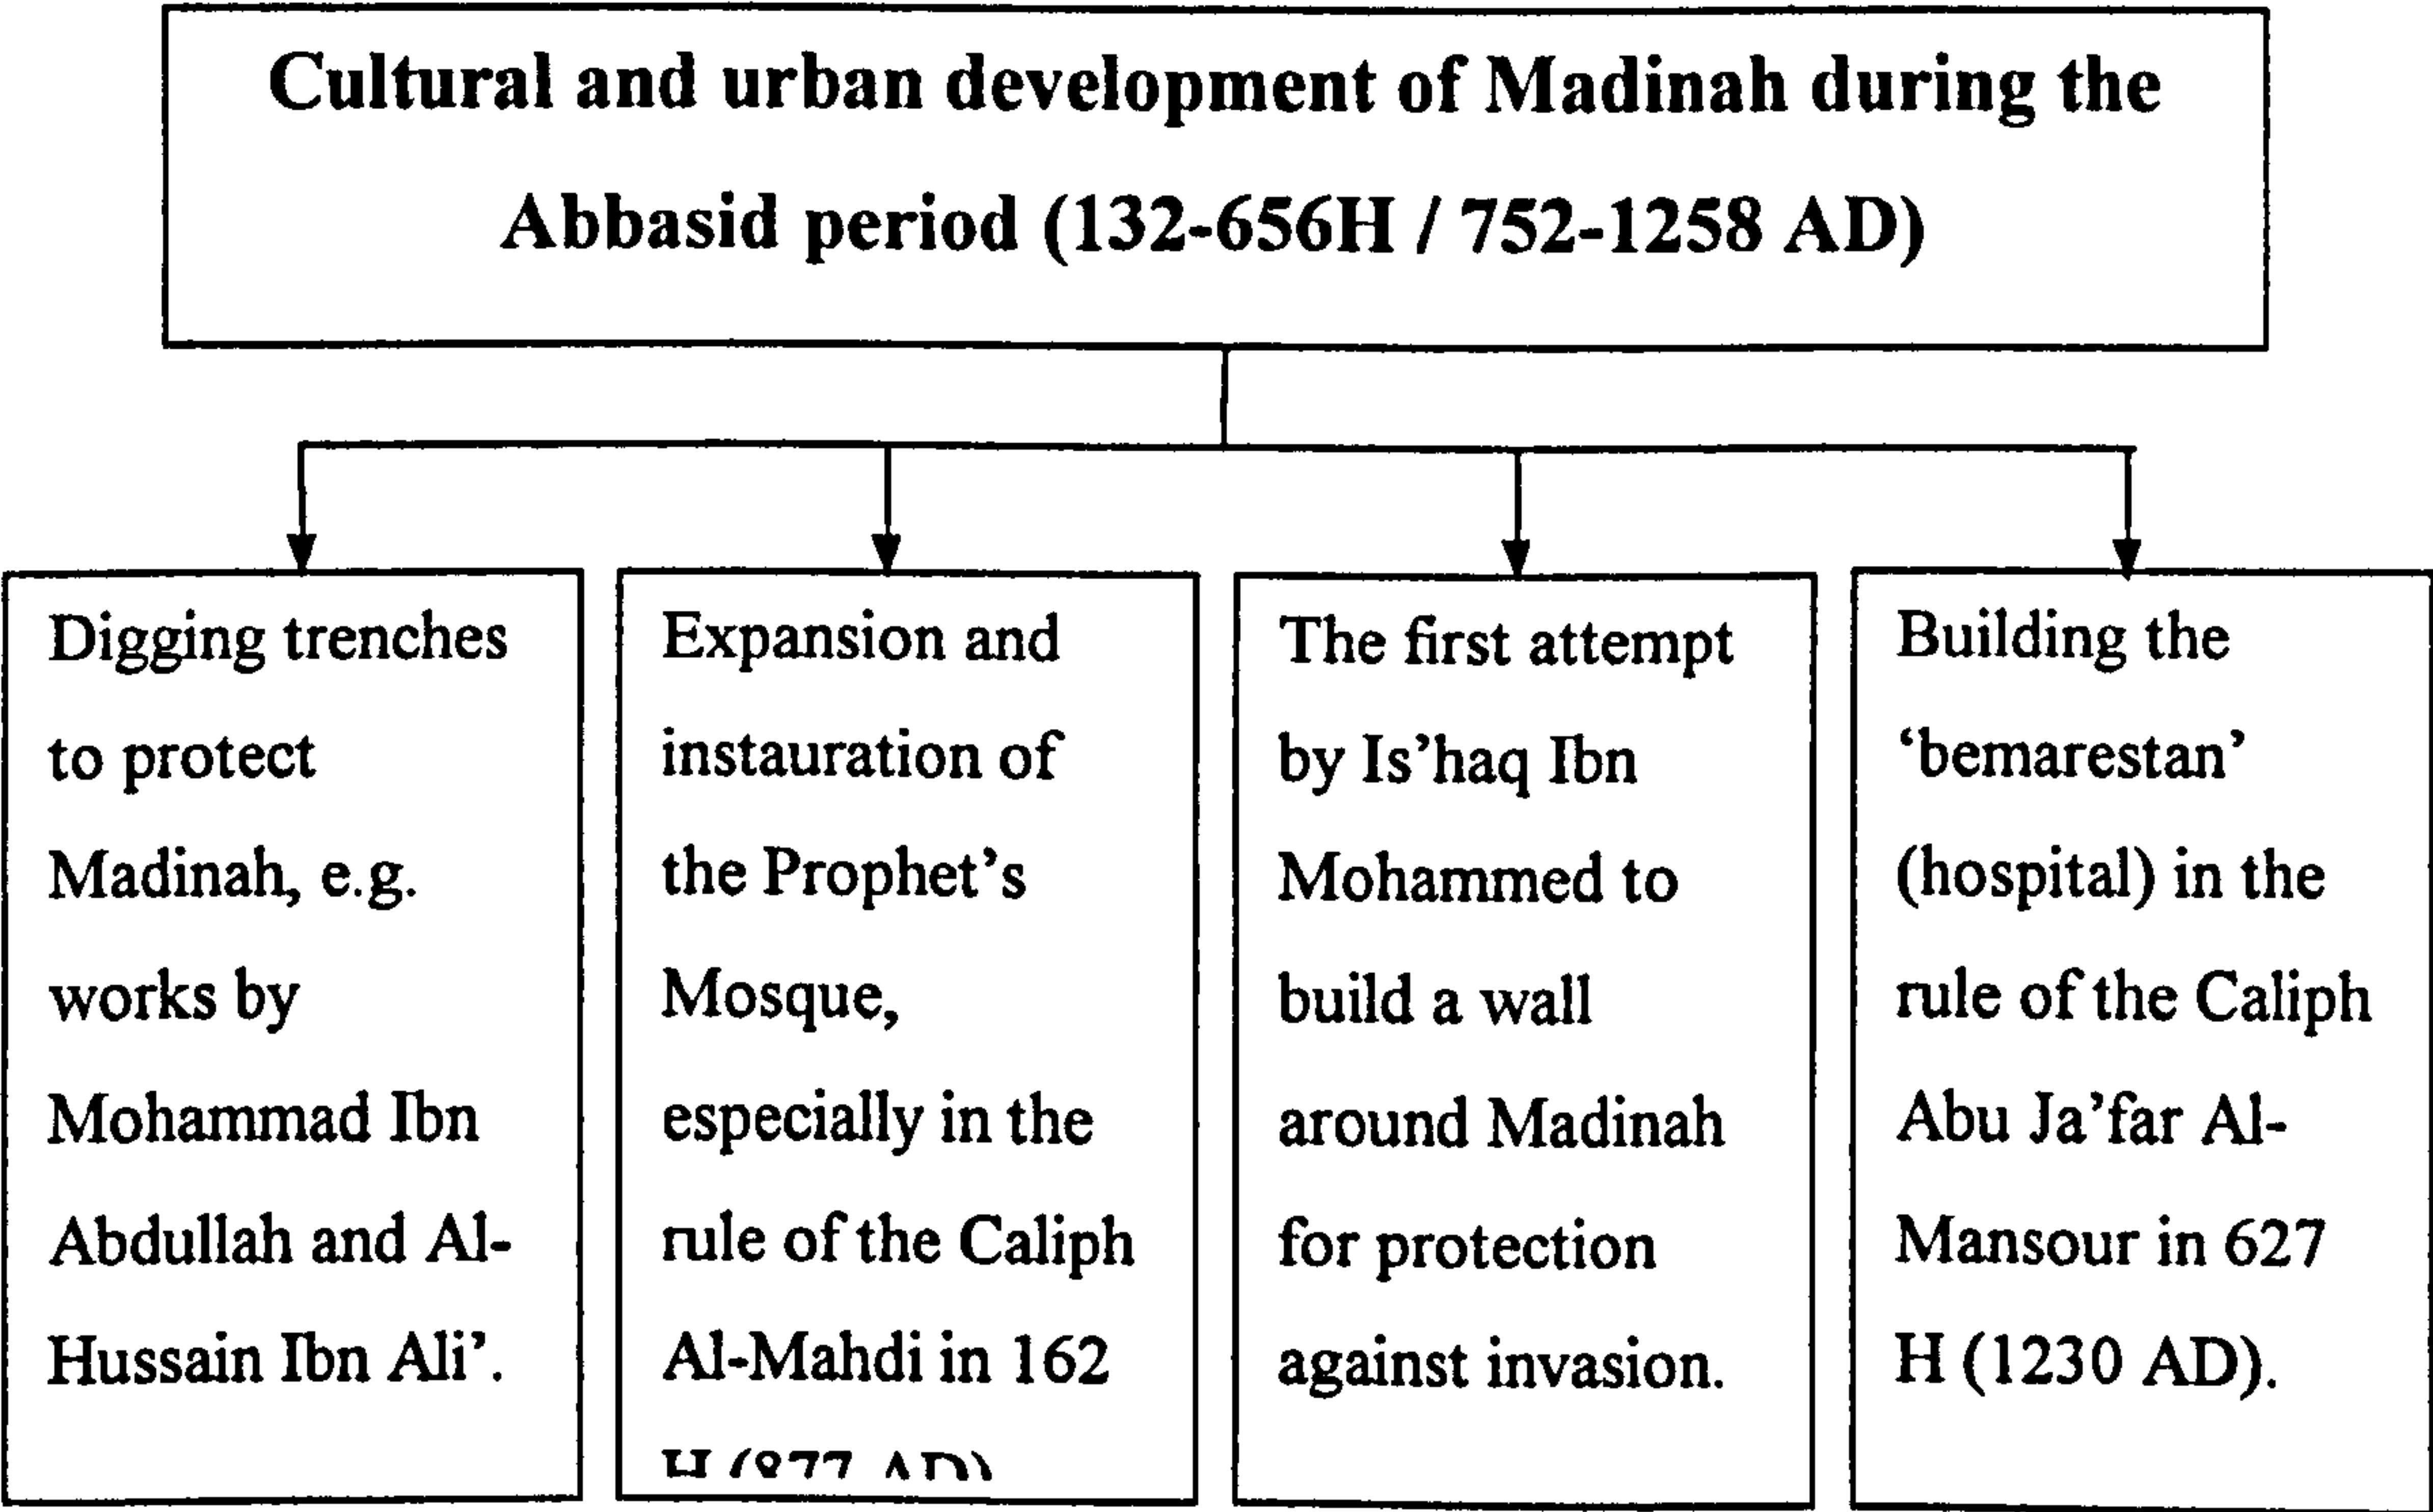 Cultural and urban development of Madinah during the
Abbasid period (132-656H / 752-1258 AD)
Digging trenches
to protect
Madinah, e.g.
works by
Mohammad Ibn
Abdullah and Al-
Hussain Ibn Ali’.
Expansion and
instauration of
the Prophet’s
Mosque,
especially in the
rule of the Caliph
Al-Mahdi in 162
H (877 AD)
The first attempt
by Is’haq Ibn
Mohammed to
build a wall
around Madinah
for protection
against invasion.
Building the
‘bemarestan’
(hospital) in the
rule of the Caliph
Abu Ja’far Al-
Mansour in 627
H (1230 AD).